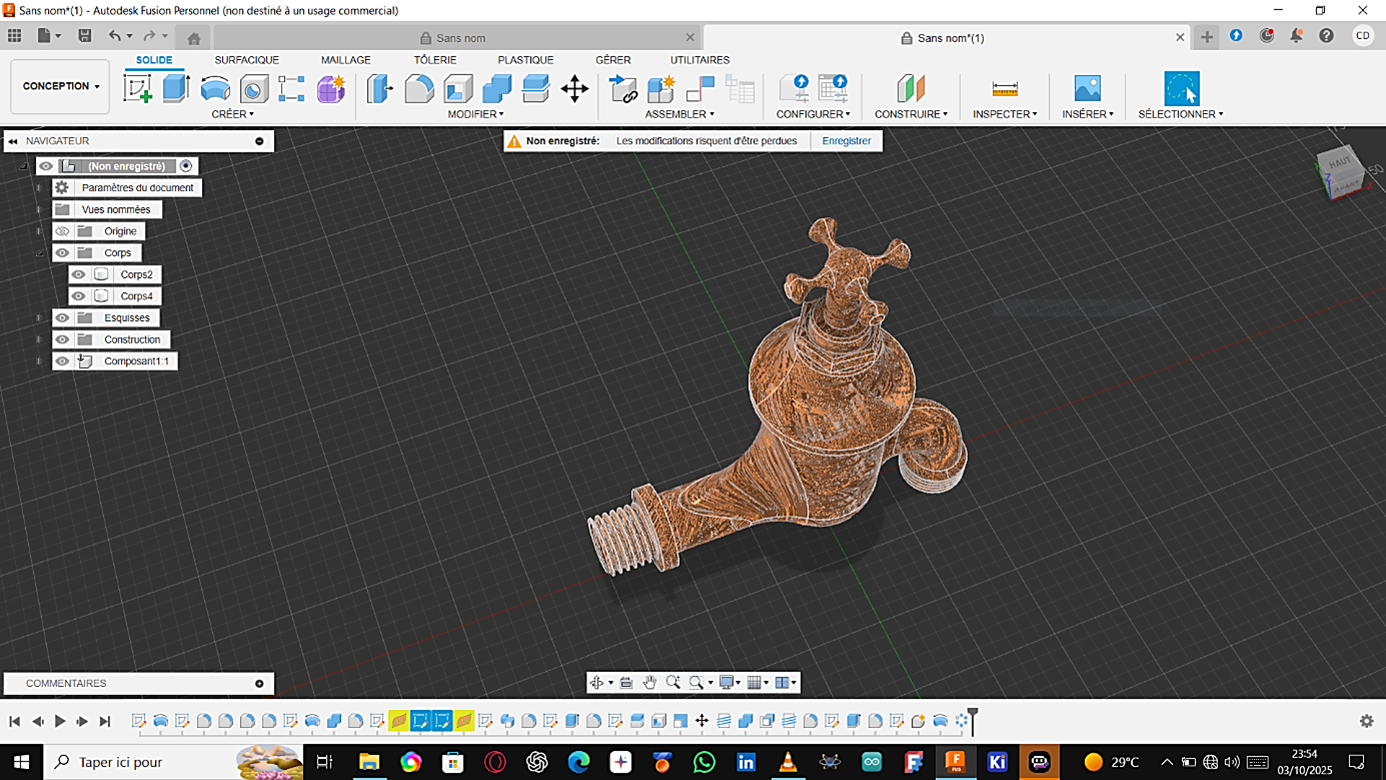 Sans nom*(1) - Autodesk Fusion Personnel (non destiné à un usage commercial)
Sans nom
Sans nom*(1)
CD
SOLIDE SURFACIQUE MAILLAGE TÔLERIE PLASTIQUE GÉRER UTILITAIRES
CONCEPTION
CRÉER MODIFIER ASSEMBLER CONFIGURER CONSTRUIRE INSPECTER INSÉRER SÉLECTIONNER
NAVIGATEUR
Non enregistré: Les modifications risquent d'être perdues Enregistrer
(Non enregistré)
Paramètres du document
Vues nommées
Origine
Corps
Corps2
Corps4
Esquisses
Construction
Composant1:1
HAUT
Z
50
COMMENTAIRES
Taper ici pour
Ki
29°C
23:54
03/10/2025